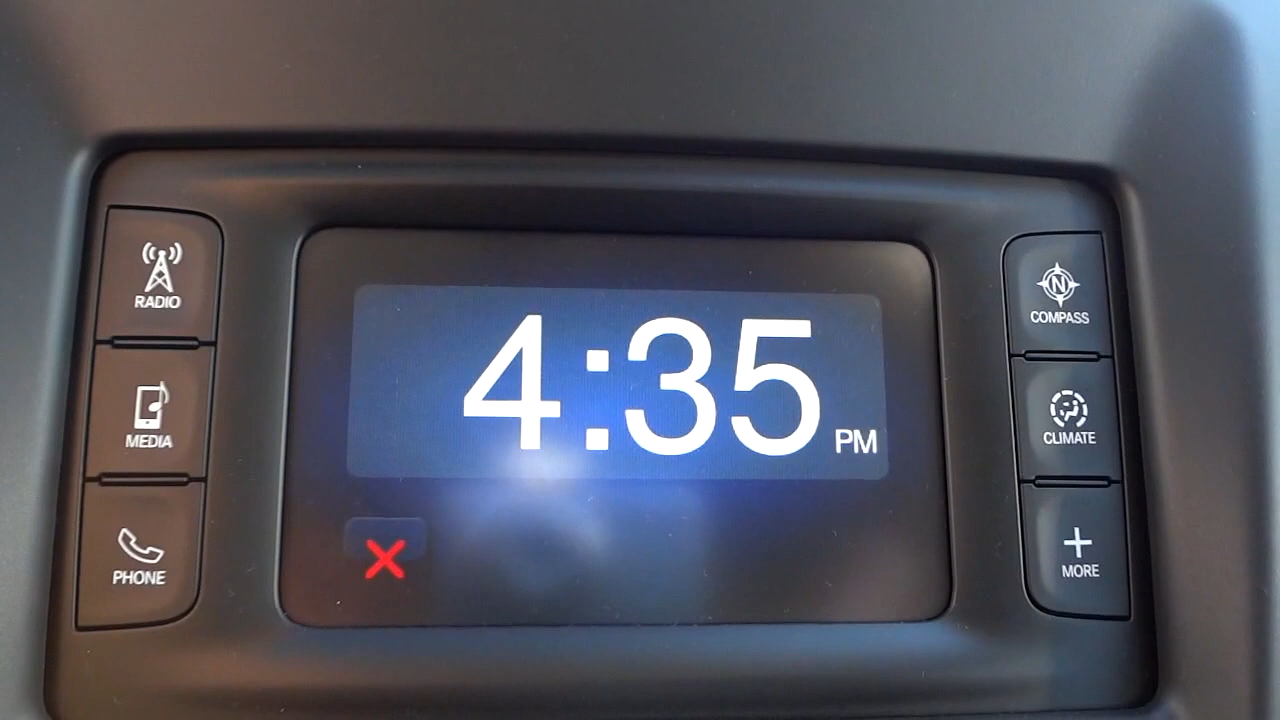 RADIO
MEDIA
PHONE
4:35 PM
N
COMPASS
CLIMATE
MORE